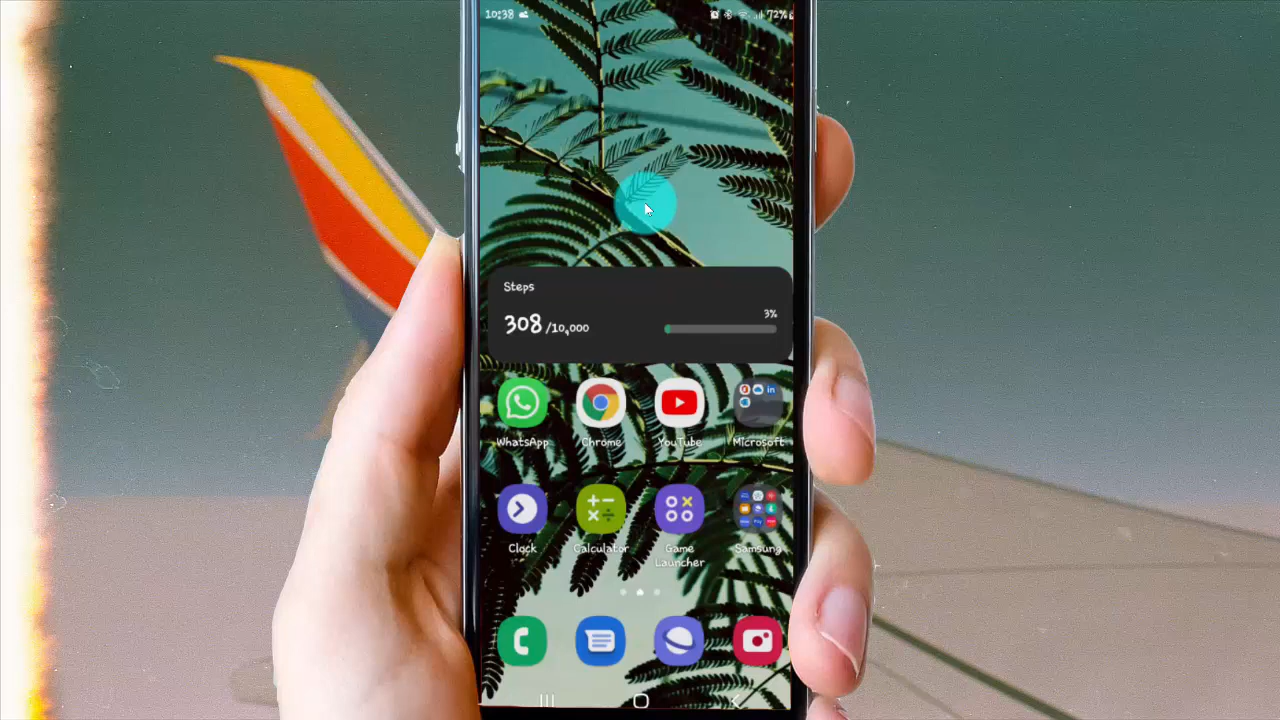 10:38 72%
Steps
308/10,000
3%
WhatsApp Chrome YouTube Microsoft
Clock Calculator Game Launcher Samsung